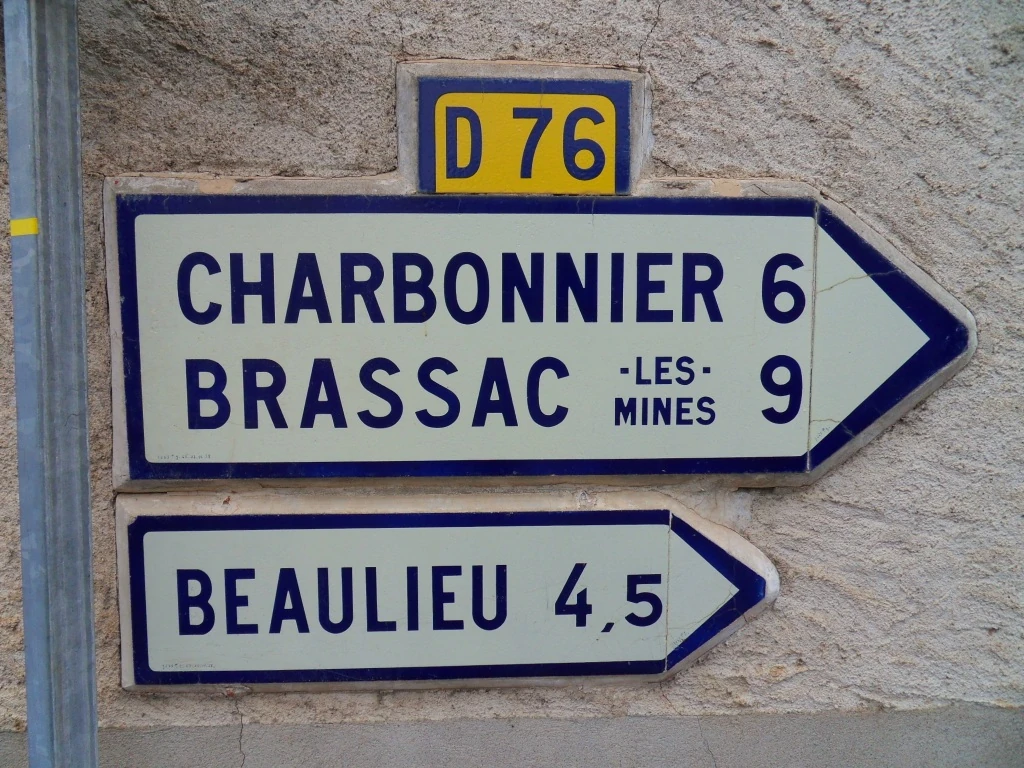 D 76
CHARBONNIER 6
BRASSAC -LES- MINES 9
BEAULIEU 4,5